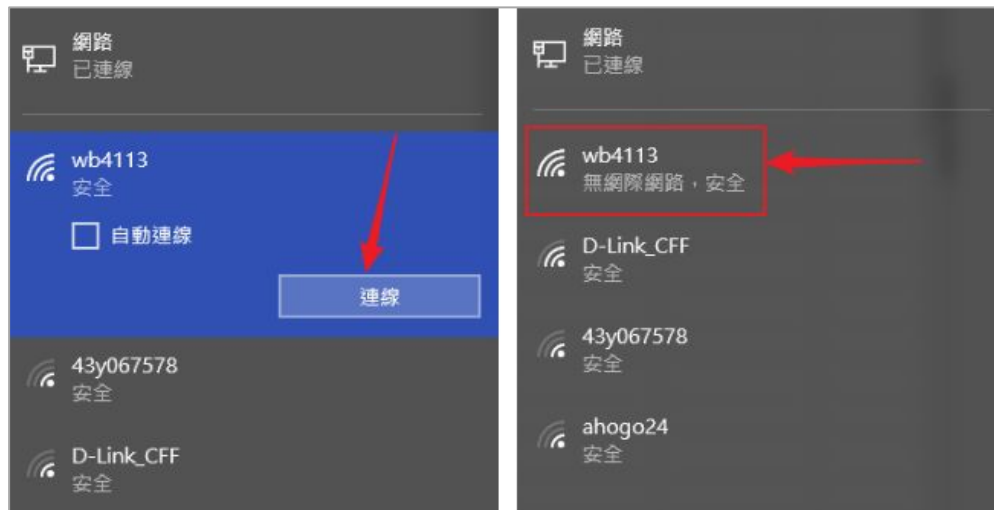 網路
已連線
wb4113
安全
自動連線
連線
43y067578
安全
D-Link_CFF
安全
網路
已連線
wb4113
無網際網路，安全
D-Link_CFF
安全
43y067578
安全
ahogo24
安全